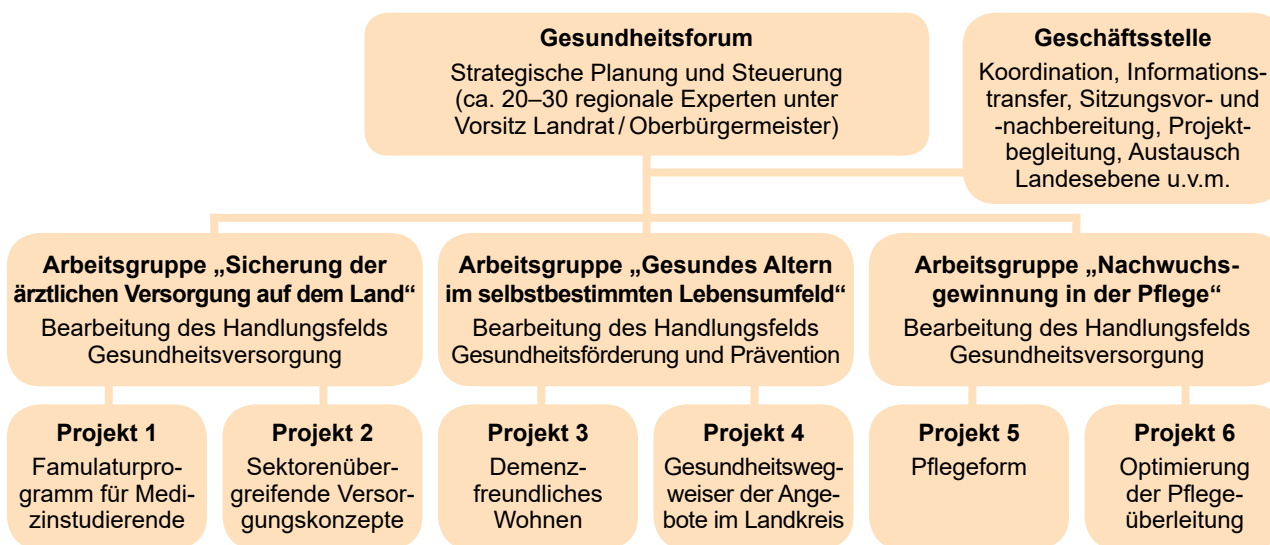 Gesundheitsforum
Strategische Planung und Steuerung
(ca. 20–30 regionale Experten unter
Vorsitz Landrat / Oberbürgermeister)
Geschäftsstelle
Koordination, Informations-
transfer, Sitzungsvor- und
-nachbereitung, Projekt-
begleitung, Austausch
Landesebene u.v.m.
Arbeitsgruppe „Sicherung der
ärztlichen Versorgung auf dem Land“
Bearbeitung des Handlungsfelds
Gesundheitsversorgung
Arbeitsgruppe „Gesundes Altern
im selbstbestimmten Lebensumfeld“
Bearbeitung des Handlungsfelds
Gesundheitsförderung und Prävention
Arbeitsgruppe „Nachwuchs-
gewinnung in der Pflege“
Bearbeitung des Handlungsfelds
Gesundheitsversorgung
Projekt 1
Famulaturpro-
gramm für Medi-
zinstudierende
Projekt 2
Sektorenüber-
greifende Versor-
gungskonzepte
Projekt 3
Demenz-
freundliches
Wohnen
Projekt 4
Gesundheitsweg-
weiser der Ange-
bote im Landkreis
Projekt 5
Pflegeform
Projekt 6
Optimierung
der Pflege-
überleitung